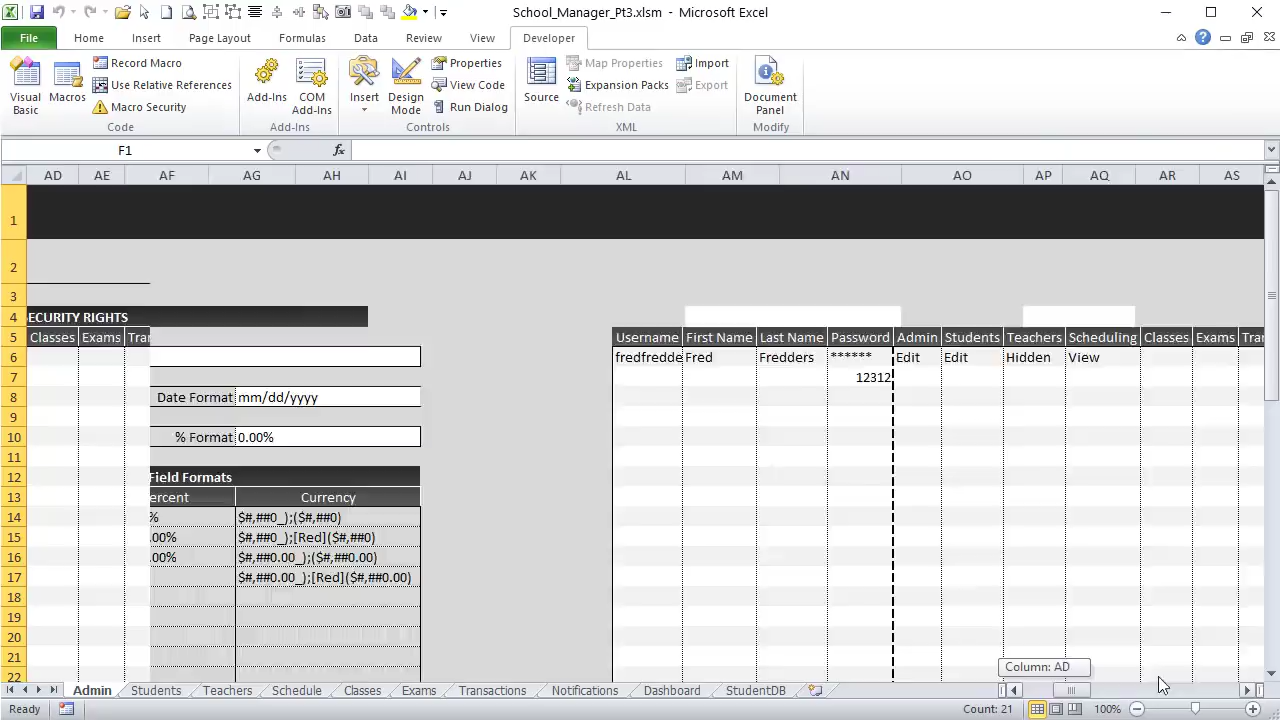 School_Manager_Pt3.xlsm - Microsoft Excel
File Home Insert Page Layout Formulas Data Review View Developer
Visual Basic
Macros
Record Macro
Use Relative References
Macro Security
Code
Add-Ins
COM Add-Ins
Add-Ins
Insert
Design Mode
Properties
View Code
Run Dialog
Controls
Source
Map Properties
Expansion Packs
Refresh Data
Import
Export
XML
Document Panel
Modify
F1 fx
AD AE AF AG AH AI AJ AK AL AM AN AO AP AQ AR AS
1
2
3
4 ECURITY RIGHTS
5 Classes Exams Tra Username First Name Last Name Password Admin Students Teachers Scheduling Classes Exams Tra
6 fredfredde Fred Fredders ****** Edit Edit Hidden View
7 12312
8 Date Format mm/dd/yyyy
9
10 % Format 0.00%
11
12 Field Formats
13 ercent Currency
14 % $#,##0_);($#,##0)
15 .00% $#,##0_);[Red]($#,##0)
16 .00% $#,##0.00_);($#,##0.00)
17 $#,##0.00_);[Red]($#,##0.00)
18
19
20
21
22
Column: AD
Admin Students Teachers Schedule Classes Exams Transactions Notifications Dashboard StudentDB
Ready Count: 21 100%